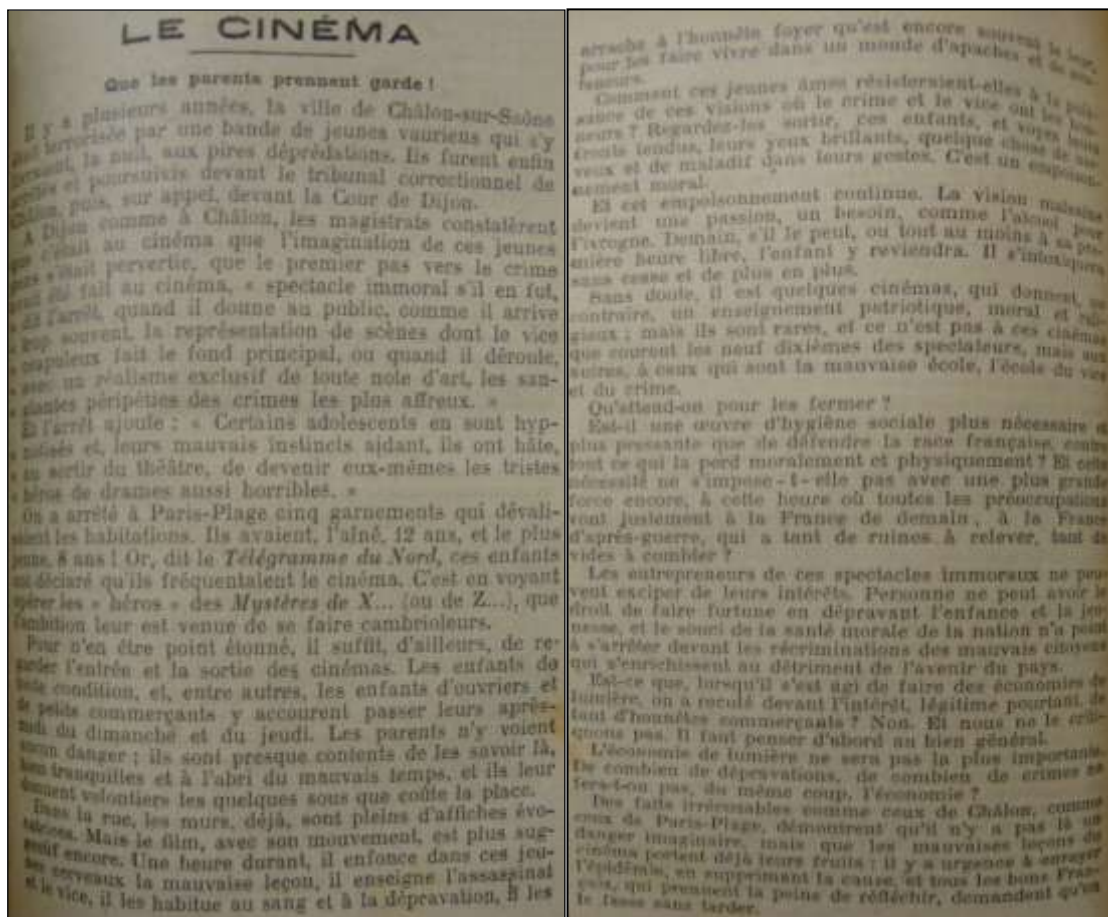 LE CINÉMA
Que les parents prennent garde !
Il y a plusieurs années, la ville de Châlon-sur-Saône
était terrorisée par une bande de jeunes vauriens qui s'y
livraient, la nuit, aux pires déprédations. Ils furent enfin
arrêtés et poursuivis devant le tribunal correctionnel de
Châlon, puis, sur appel, devant la Cour de Dijon.
A Dijon comme à Châlon, les magistrats constatèrent
que c'était au cinéma que l'imagination de ces jeunes
gens s'était pervertie, que le premier pas vers le crime
avait été fait au cinéma, « spectacle immoral s'il en fut,
« dit l'arrêt, quand il donne au public, comme il arrive
« trop souvent, la représentation de scènes dont le vice
« crapuleux fait le fond principal, ou quand il déroule,
« avec un réalisme exclusif de toute note d'art, les san-
« glantes péripéties des crimes les plus affreux. »
Et l'arrêt ajoute : « Certains adolescents en sont hyp-
« notisés et, leurs mauvais instincts aidant, ils ont hâte,
« au sortir du théâtre, de devenir eux-mêmes les tristes
« héros de drames aussi horribles. »
On a arrêté à Paris-Plage cinq garnements qui dévali-
saient les habitations. Ils avaient, l'aîné, 12 ans, et le plus
jeune, 8 ans ! Or, dit le Télégramme du Nord, ces enfants
ont déclaré qu'ils fréquentaient le cinéma. C'est en voyant
opérer les « héros » des Mystères de X... (ou de Z...), que
l'ambition leur est venue de se faire cambrioleurs.
Pour n'en être point étonné, il suffit, d'ailleurs, de re-
garder l'entrée et la sortie des cinémas. Les enfants de
toute condition, et, entre autres, les enfants d'ouvriers et
de petits commerçants y accourent passer leurs après-
midi du dimanche et du jeudi. Les parents n'y voient
aucun danger ; ils sont presque contents de les savoir là,
bien tranquilles et à l'abri du mauvais temps, et ils leur
donnent volontiers les quelques sous que coûte la place.
Dans la rue, les murs, déjà, sont pleins d'affiches évo-
catrices. Mais le film, avec son mouvement, est plus sug-
gestif encore. Une heure durant, il enfonce dans ces jeu-
nes cerveaux la mauvaise leçon, il enseigne l'assassinat
et le vice, il les habitue au sang et à la dépravation, il les
arrache à l'honnête foyer qu'est encore souvent le leur,
pour les faire vivre dans un monde d'apaches et de
Comment ces jeunes âmes résisteraient-elles à la puis-
sance de ces visions où le crime et le vice ont les hon-
neurs ? Regardez-les sortir, ces enfants, et voyez leurs
fronts tendus, leurs yeux brillants, quelque chose de ner-
veux et de maladif dans leurs gestes. C'est un empoison-
nement moral.
Et cet empoisonnement continue. La vision malsaine
devient une passion, un besoin, comme l'alcool pour
l'ivrogne. Demain, s'il le peut, ou tout au moins à sa pre-
mière heure libre, l'enfant y reviendra. Il s'intoxiquera
sans cesse et de plus en plus.
Sans doute, il est quelques cinémas, qui donnent, au
contraire, un enseignement patriotique, moral et reli-
gieux ; mais ils sont rares, et ce n'est pas à ces cinémas
que courent les neuf dixièmes des spectateurs, mais aux
autres, à ceux qui sont la mauvaise école, l'école du vice
et du crime.
Qu'attend-on pour les fermer ?
Est-il une œuvre d'hygiène sociale plus nécessaire et
plus pressante que de défendre la race française, contre
tout ce qui la perd moralement et physiquement ? Et cette
nécessité ne s'impose-t-elle pas avec une plus grande
force encore, à cette heure où toutes les préoccupations
vont justement à la France de demain, à la France
d'après-guerre, qui a tant de ruines à relever, tant de
vides à combler ?
Les entrepreneurs de ces spectacles immoraux ne peu-
vent exciper de leurs intérêts. Personne ne peut avoir le
droit de faire fortune en dépravant l'enfance et la jeu-
nesse, et le souci de la santé morale de la nation n'a point
à s'arrêter devant les récriminations des mauvais citoyens
qui s'enrichissent au détriment de l'avenir du pays.
Est-ce que, lorsqu'il s'est agi de faire des économies de
lumière, on a reculé devant l'intérêt, légitime pourtant, de
tant d'honnêtes commerçants ? Non. Et nous ne le criti-
quons pas. Il faut penser d'abord au bien général.
L'économie de lumière ne sera pas la plus importante.
De combien de dépravations, de combien de crimes ne
fera-t-on pas, du même coup, l'économie ?
Des faits irrécusables comme ceux de Châlon, comme
ceux de Paris-Plage, démontrent qu'il n'y a pas là un
danger imaginaire, mais que les mauvaises leçons du
cinéma portent déjà leurs fruits ; il y a urgence à enrayer
l'épidémie, en supprimant la cause, et tous les bons Fran-
çais, qui prennent la peine de réfléchir, demandent qu'on
le fasse sans tarder.